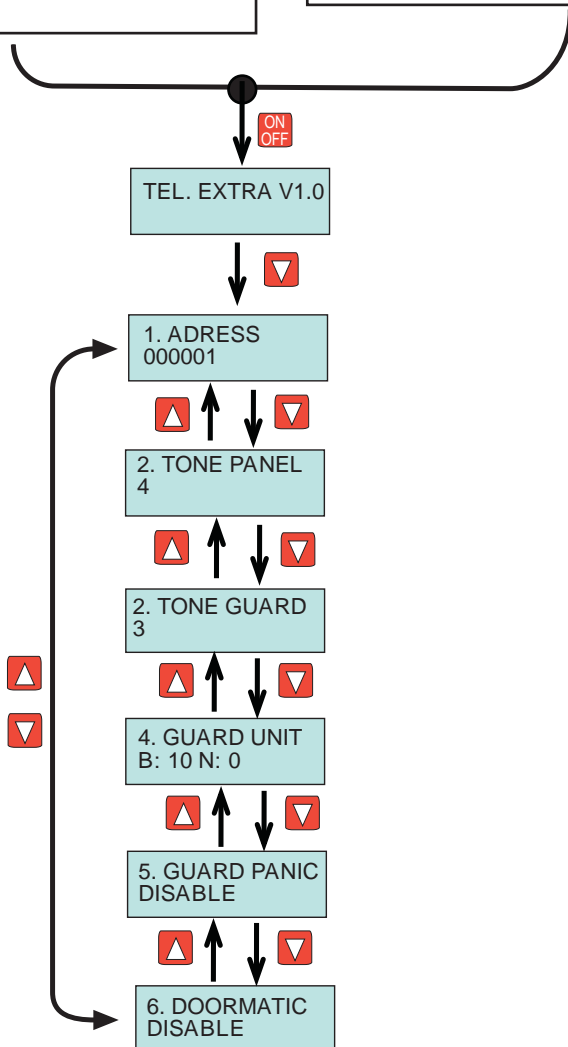 ON
OFF
TEL. EXTRA V1.0
1. ADRESS
000001
2. TONE PANEL
4
2. TONE GUARD
3
4. GUARD UNIT
B: 10 N: 0
5. GUARD PANIC
DISABLE
6. DOORMATIC
DISABLE